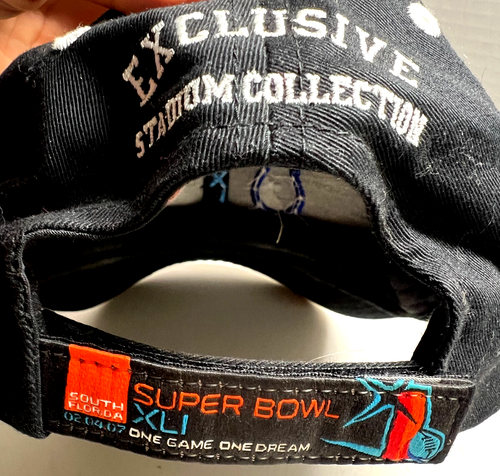 EXCLUSIVE
STADIUM COLLECTION
SOUTH
FLORIDA
02.04.07
SUPER BOWL
XLI
ONE GAME ONE DREAM